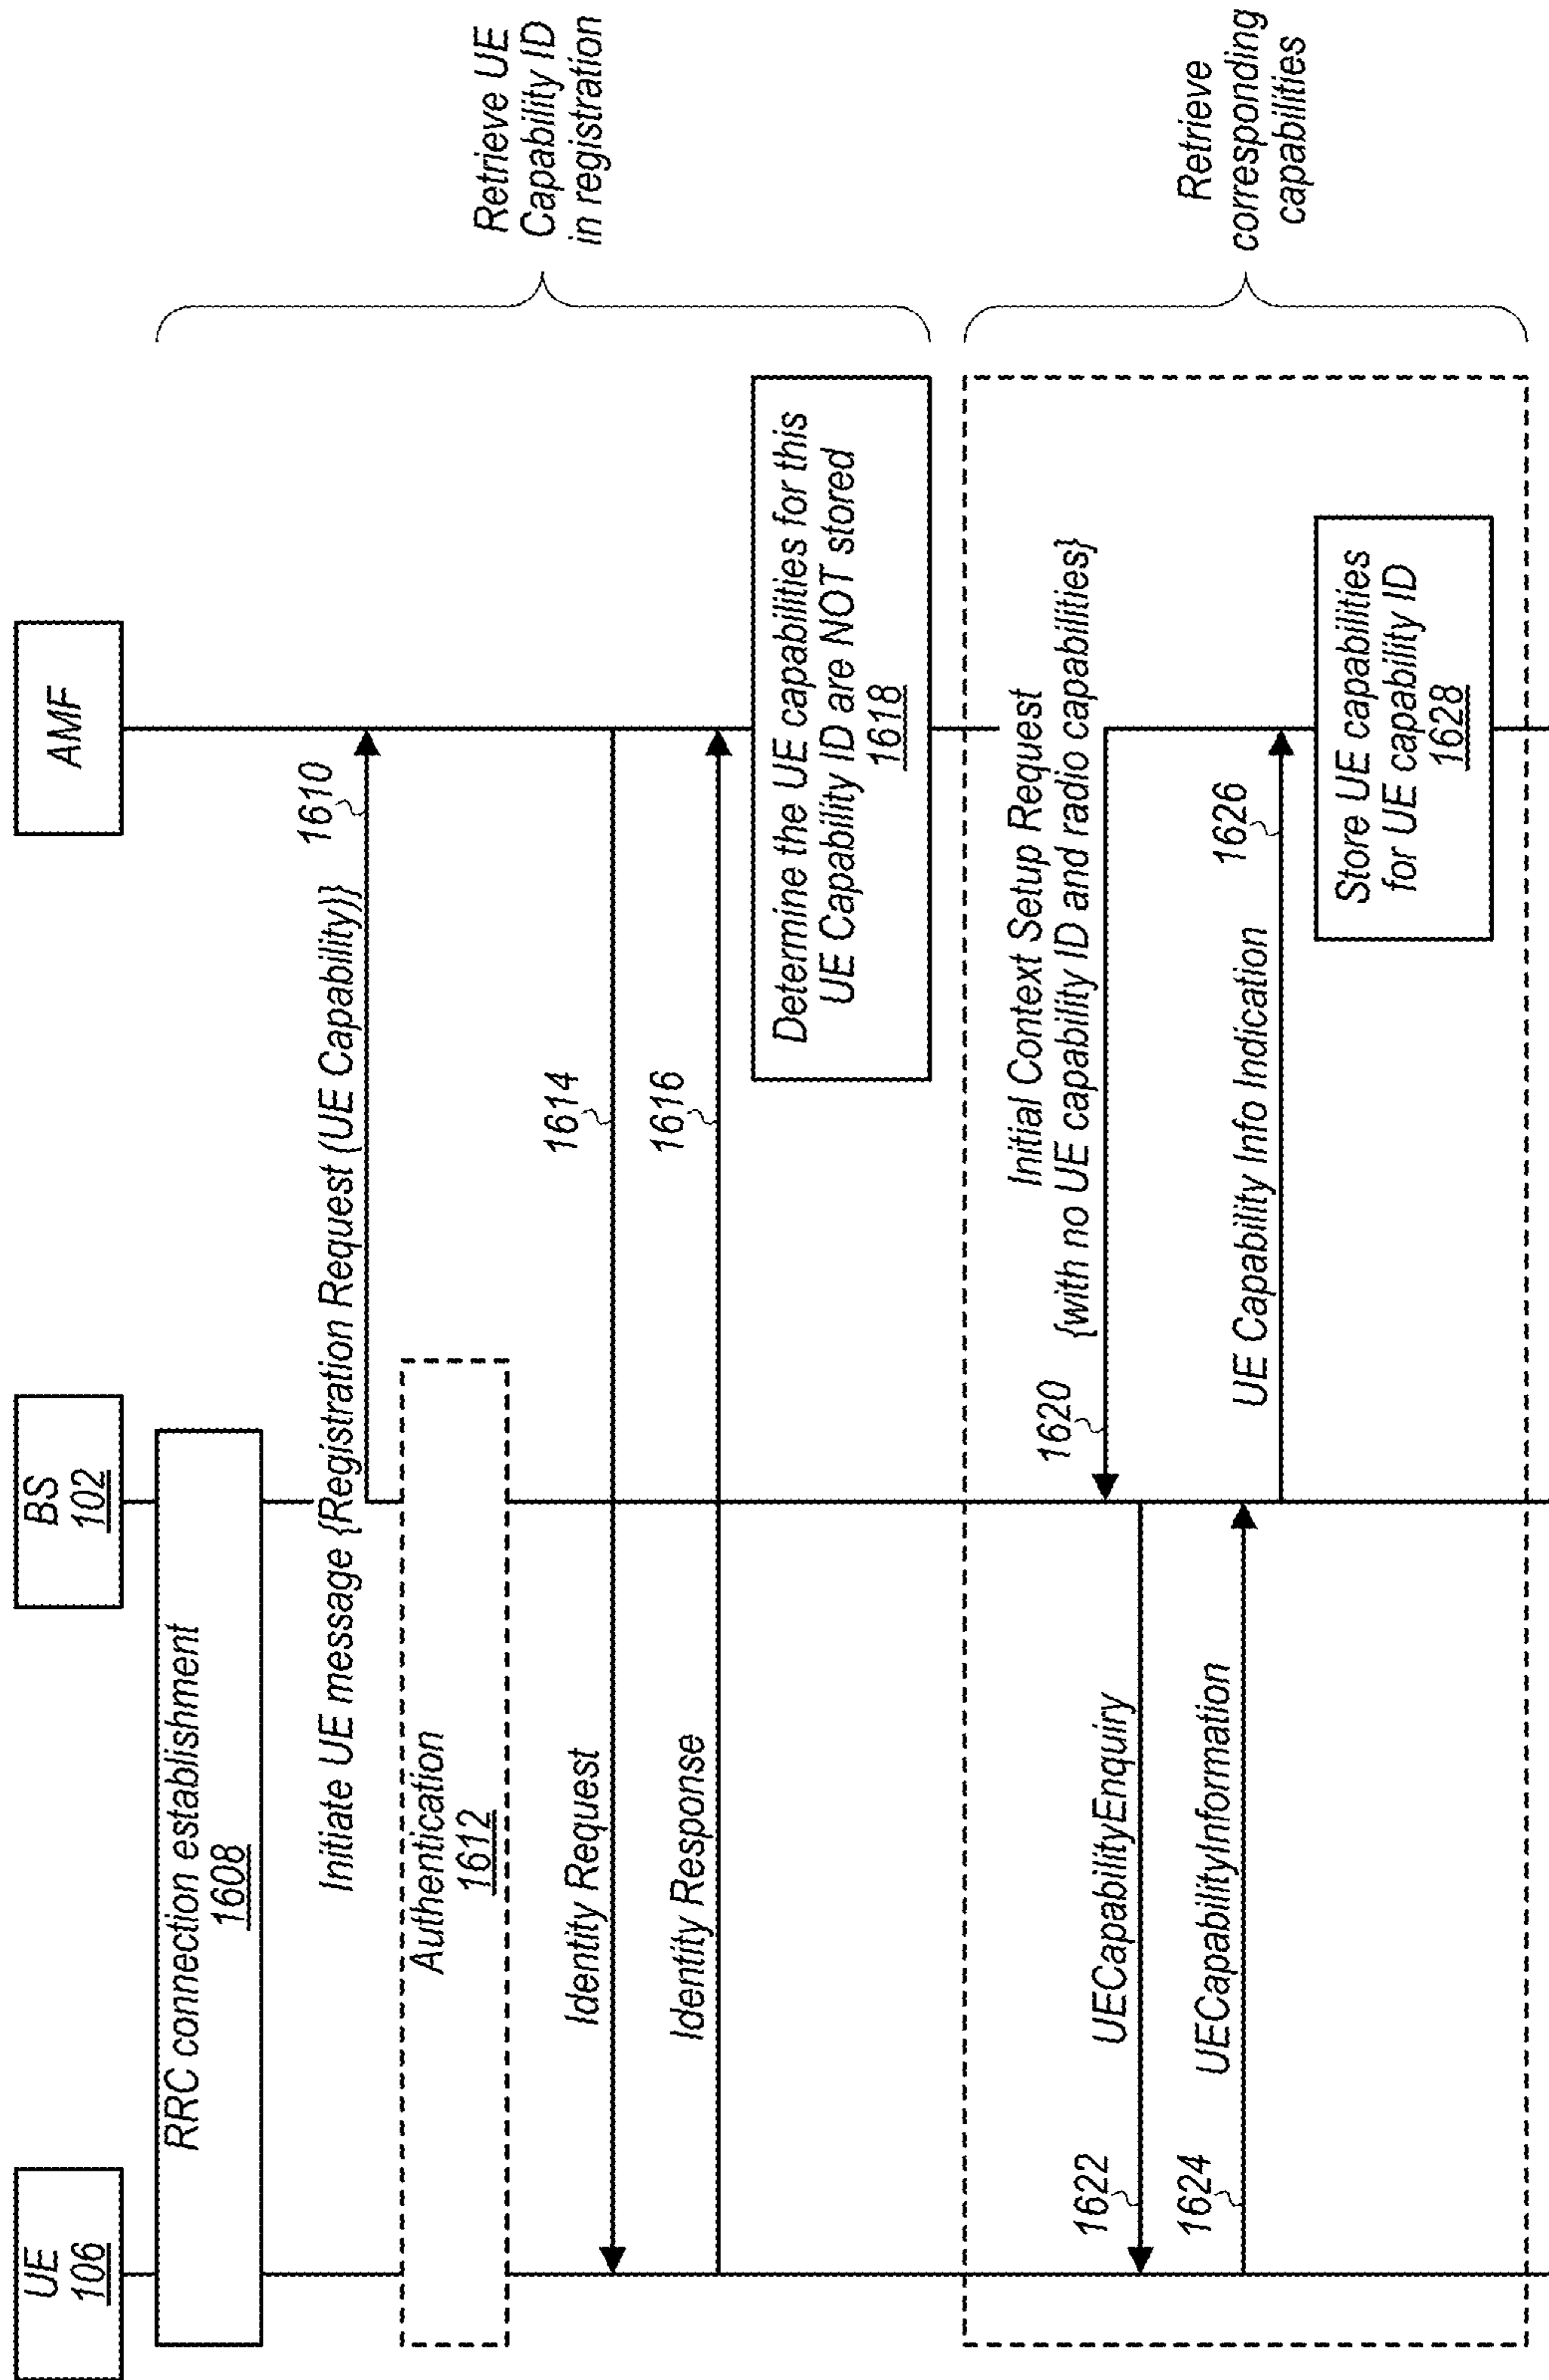 UE
106
BS
102
AMF
RRC connection establishment
1608
Initiate UE message {Registration Request (UE Capability)}
1610
Authentication
1612
Identity Request
1614
Identity Response
1616
Determine the UE capabilities for this
UE Capability ID are NOT stored
1618
Retrieve UE
Capability ID
in registration
Initial Context Setup Request
{with no UE capability ID and radio capabilities}
1620
UECapabilityEnquiry
1622
UECapabilityInformation
1624
UE Capability Info Indication
1626
Store UE capabilities
for UE capability ID
1628
Retrieve
corresponding
capabilities